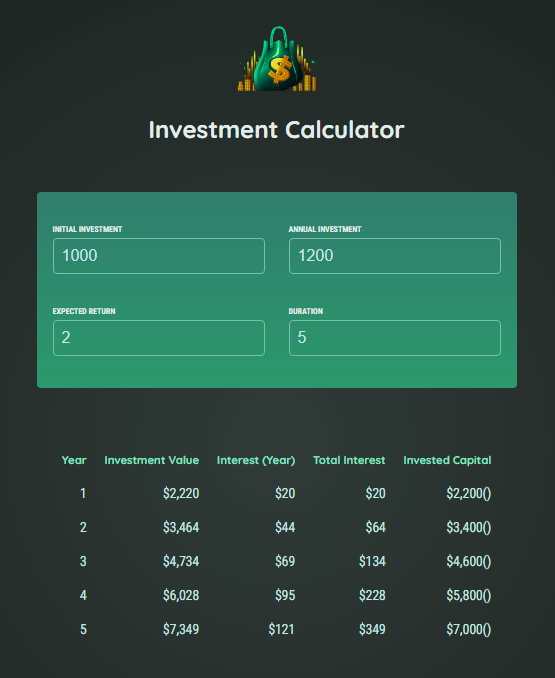 $
Investment Calculator
INITIAL INVESTMENT ANNUAL INVESTMENT
1000 1200
EXPECTED RETURN DURATION
2 5
Year Investment Value Interest (Year) Total Interest Invested Capital
1 $2,220 $20 $20 $2,200()
2 $3,464 $44 $64 $3,400()
3 $4,734 $69 $134 $4,600()
4 $6,028 $95 $228 $5,800()
5 $7,349 $121 $349 $7,000()